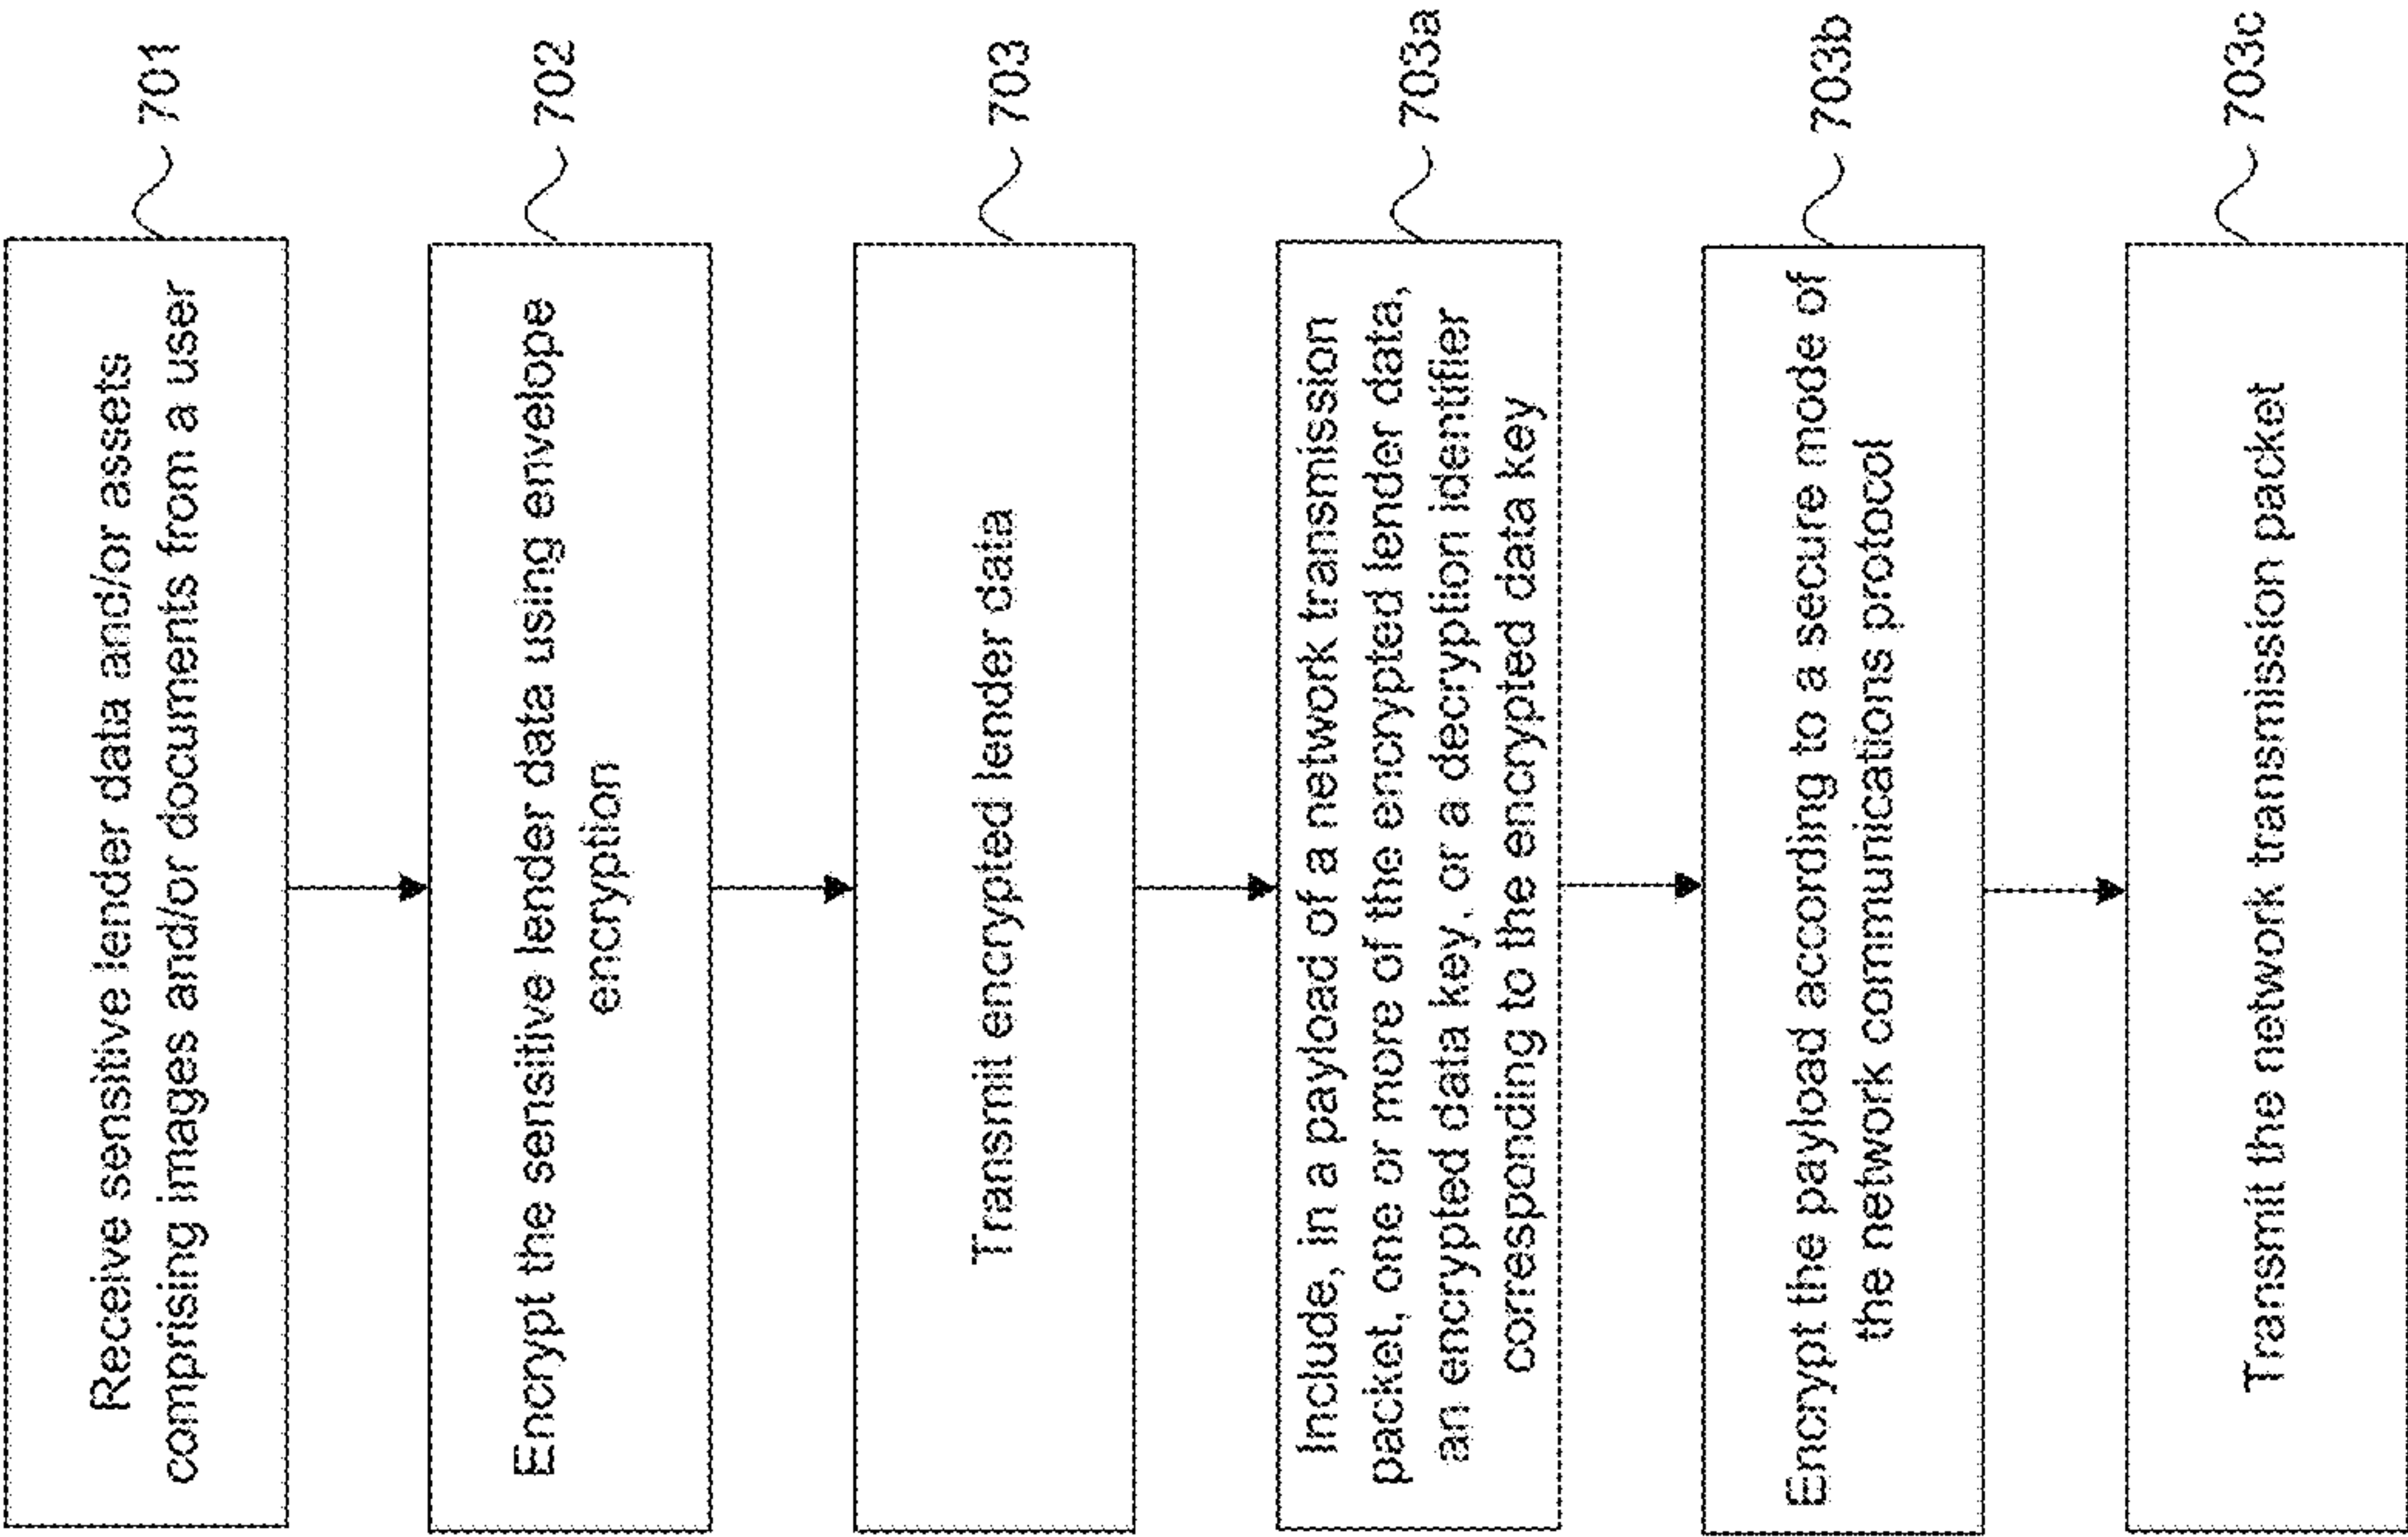 Receive sensitive lender data and/or assets
comprising images and/or documents from a user
701
Encrypt the sensitive lender data using envelope
encryption
702
Transmit encrypted lender data
703
Include, in a payload of a network transmission
packet, one or more of the encrypted lender data,
an encrypted data key, or a decryption identifier
corresponding to the encrypted data key
703a
Encrypt the payload according to a secure mode of
the network communications protocol
703b
Transmit the network transmission packet
703c